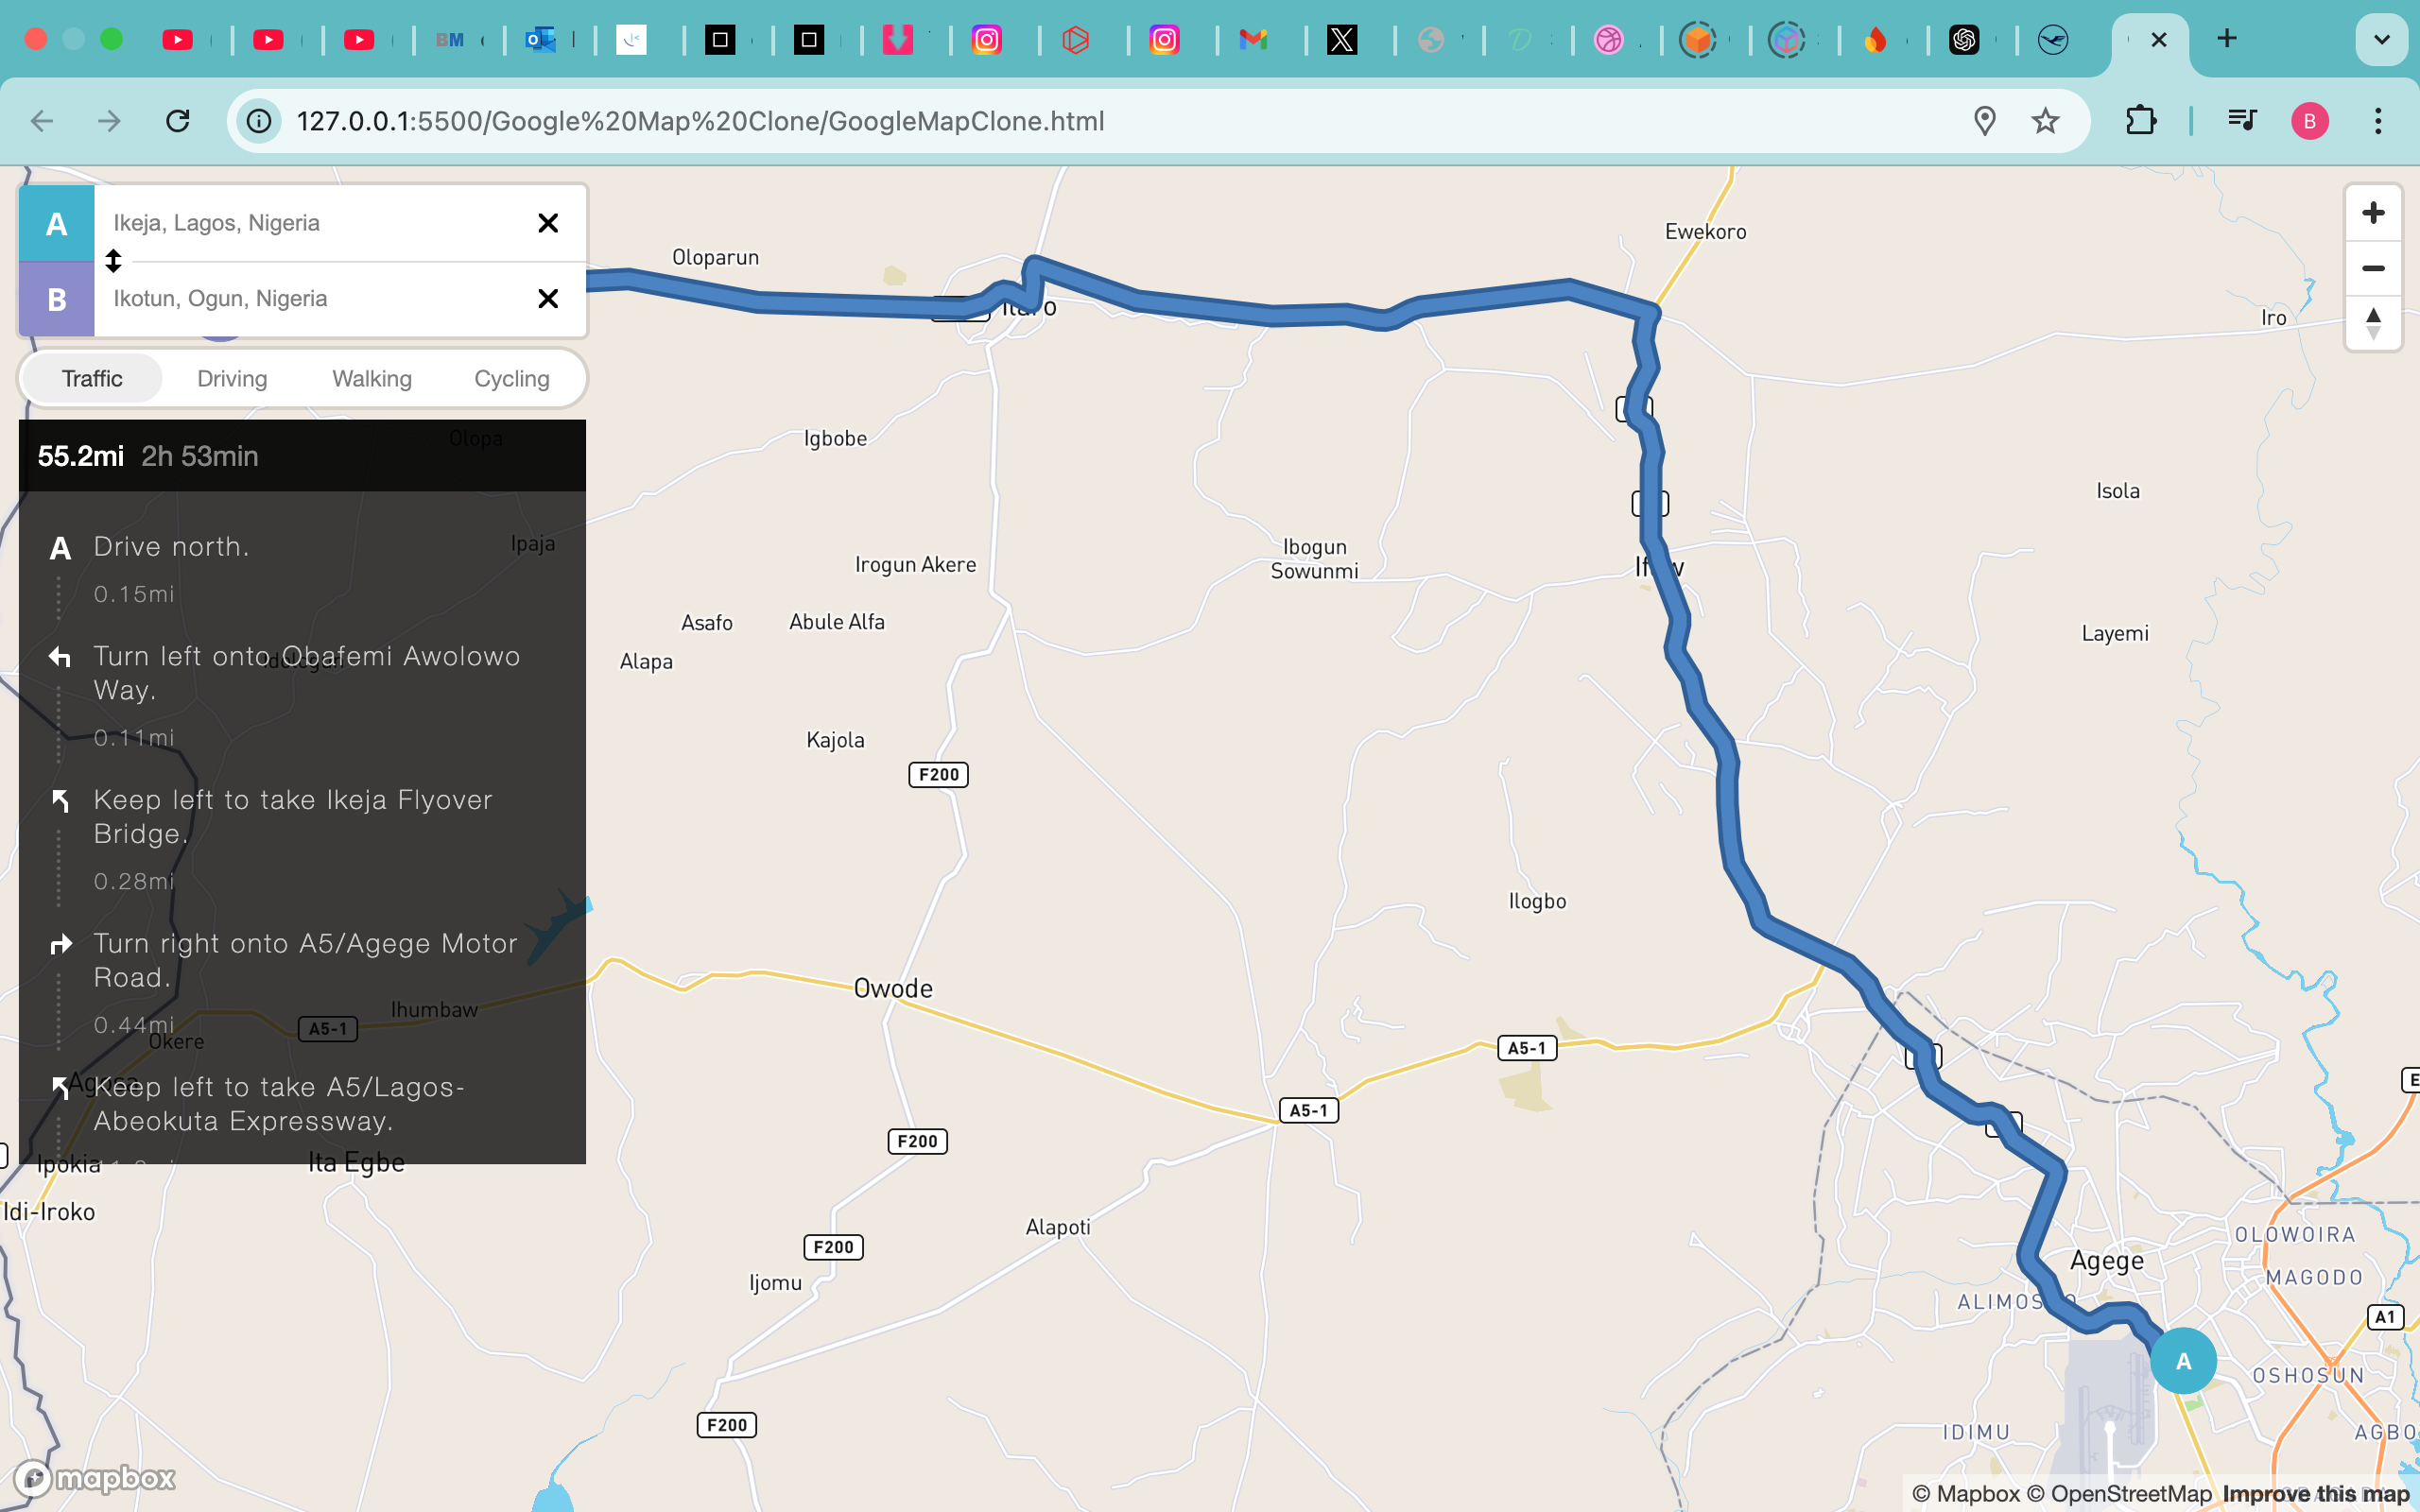 BM
127.0.0.1:5500/Google%20Map%20Clone/GoogleMapClone.html
B
A
Ikeja, Lagos, Nigeria
B
Ikotun, Ogun, Nigeria
Traffic
Driving
Walking
Cycling
55.2mi 2h 53min
A Drive north.
0.15mi
Turn left onto Obafemi Awolowo
Way.
0.11mi
Keep left to take Ikeja Flyover
Bridge.
0.28mi
Turn right onto A5/Agege Motor
Road.
0.44mi
Keep left to take A5/Lagos-
Abeokuta Expressway.
Oloparun
Ewekoro
Iro
Olopa
Igbobe
Isola
Ipaja
Irogun Akere
Ibogun
Sowunmi
Asafo
Abule Alfa
Alapa
Layemi
Kajola
F200
Ilogbo
Owode
Ihumbaw
A5-1
Okere
A5-1
A5-1
F200
Ipokia
Ita Egbe
Idi-Iroko
Alapoti
F200
Ijomu
F200
OLOWOIRA
Agege
MAGODO
A1
A
OSHOSUN
IDIMU
mapbox
© Mapbox © OpenStreetMap Improve this map